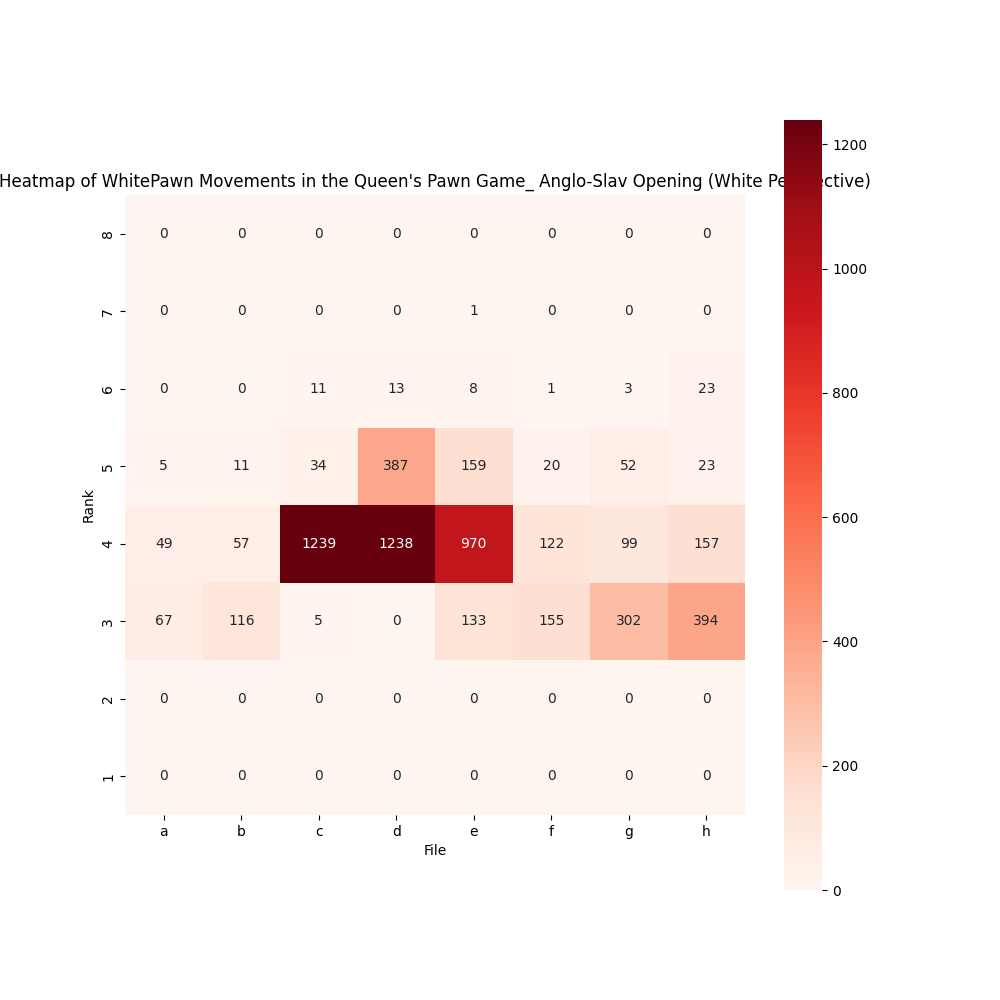 1200
Heatmap of WhitePawn Movements in the Queen's Pawn Game_ Anglo-Slav Opening (White Perspective)
8 0 0 0 0 0 0 0 0
1000
7 0 0 0 0 1 0 0 0
6 0 0 11 13 8 1 3 23
800
5 5 11 34 387 159 20 52 23
Rank
600
4 49 57 1239 1238 970 122 99 157
3 67 116 5 0 133 155 302 394
400
2 0 0 0 0 0 0 0 0
200
1 0 0 0 0 0 0 0 0
a b c d e f g h
File
0